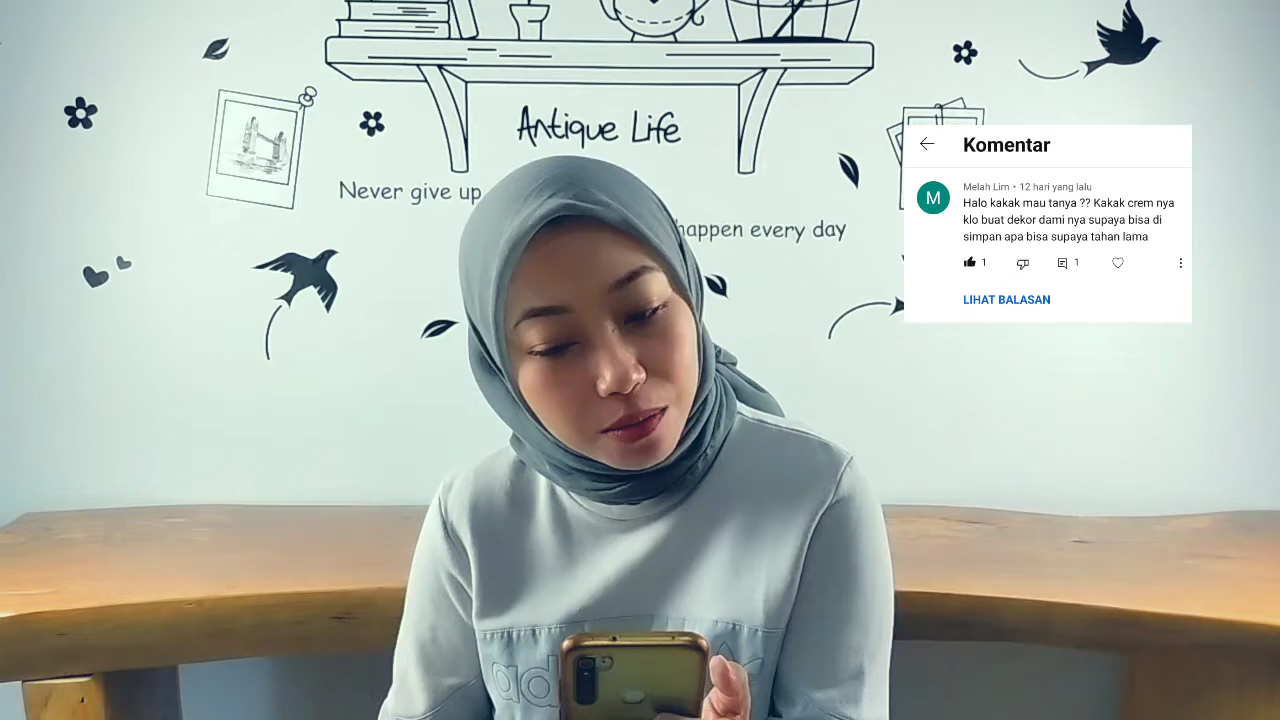 Antique Life
Never give up
happen every day
Komentar
M
Melah Lim • 12 hari yang lalu
Halo kakak mau tanya ?? Kakak crem nya
klo buat dekor dami nya supaya bisa di
simpan apa bisa supaya tahan lama
1
1
LIHAT BALASAN
ad